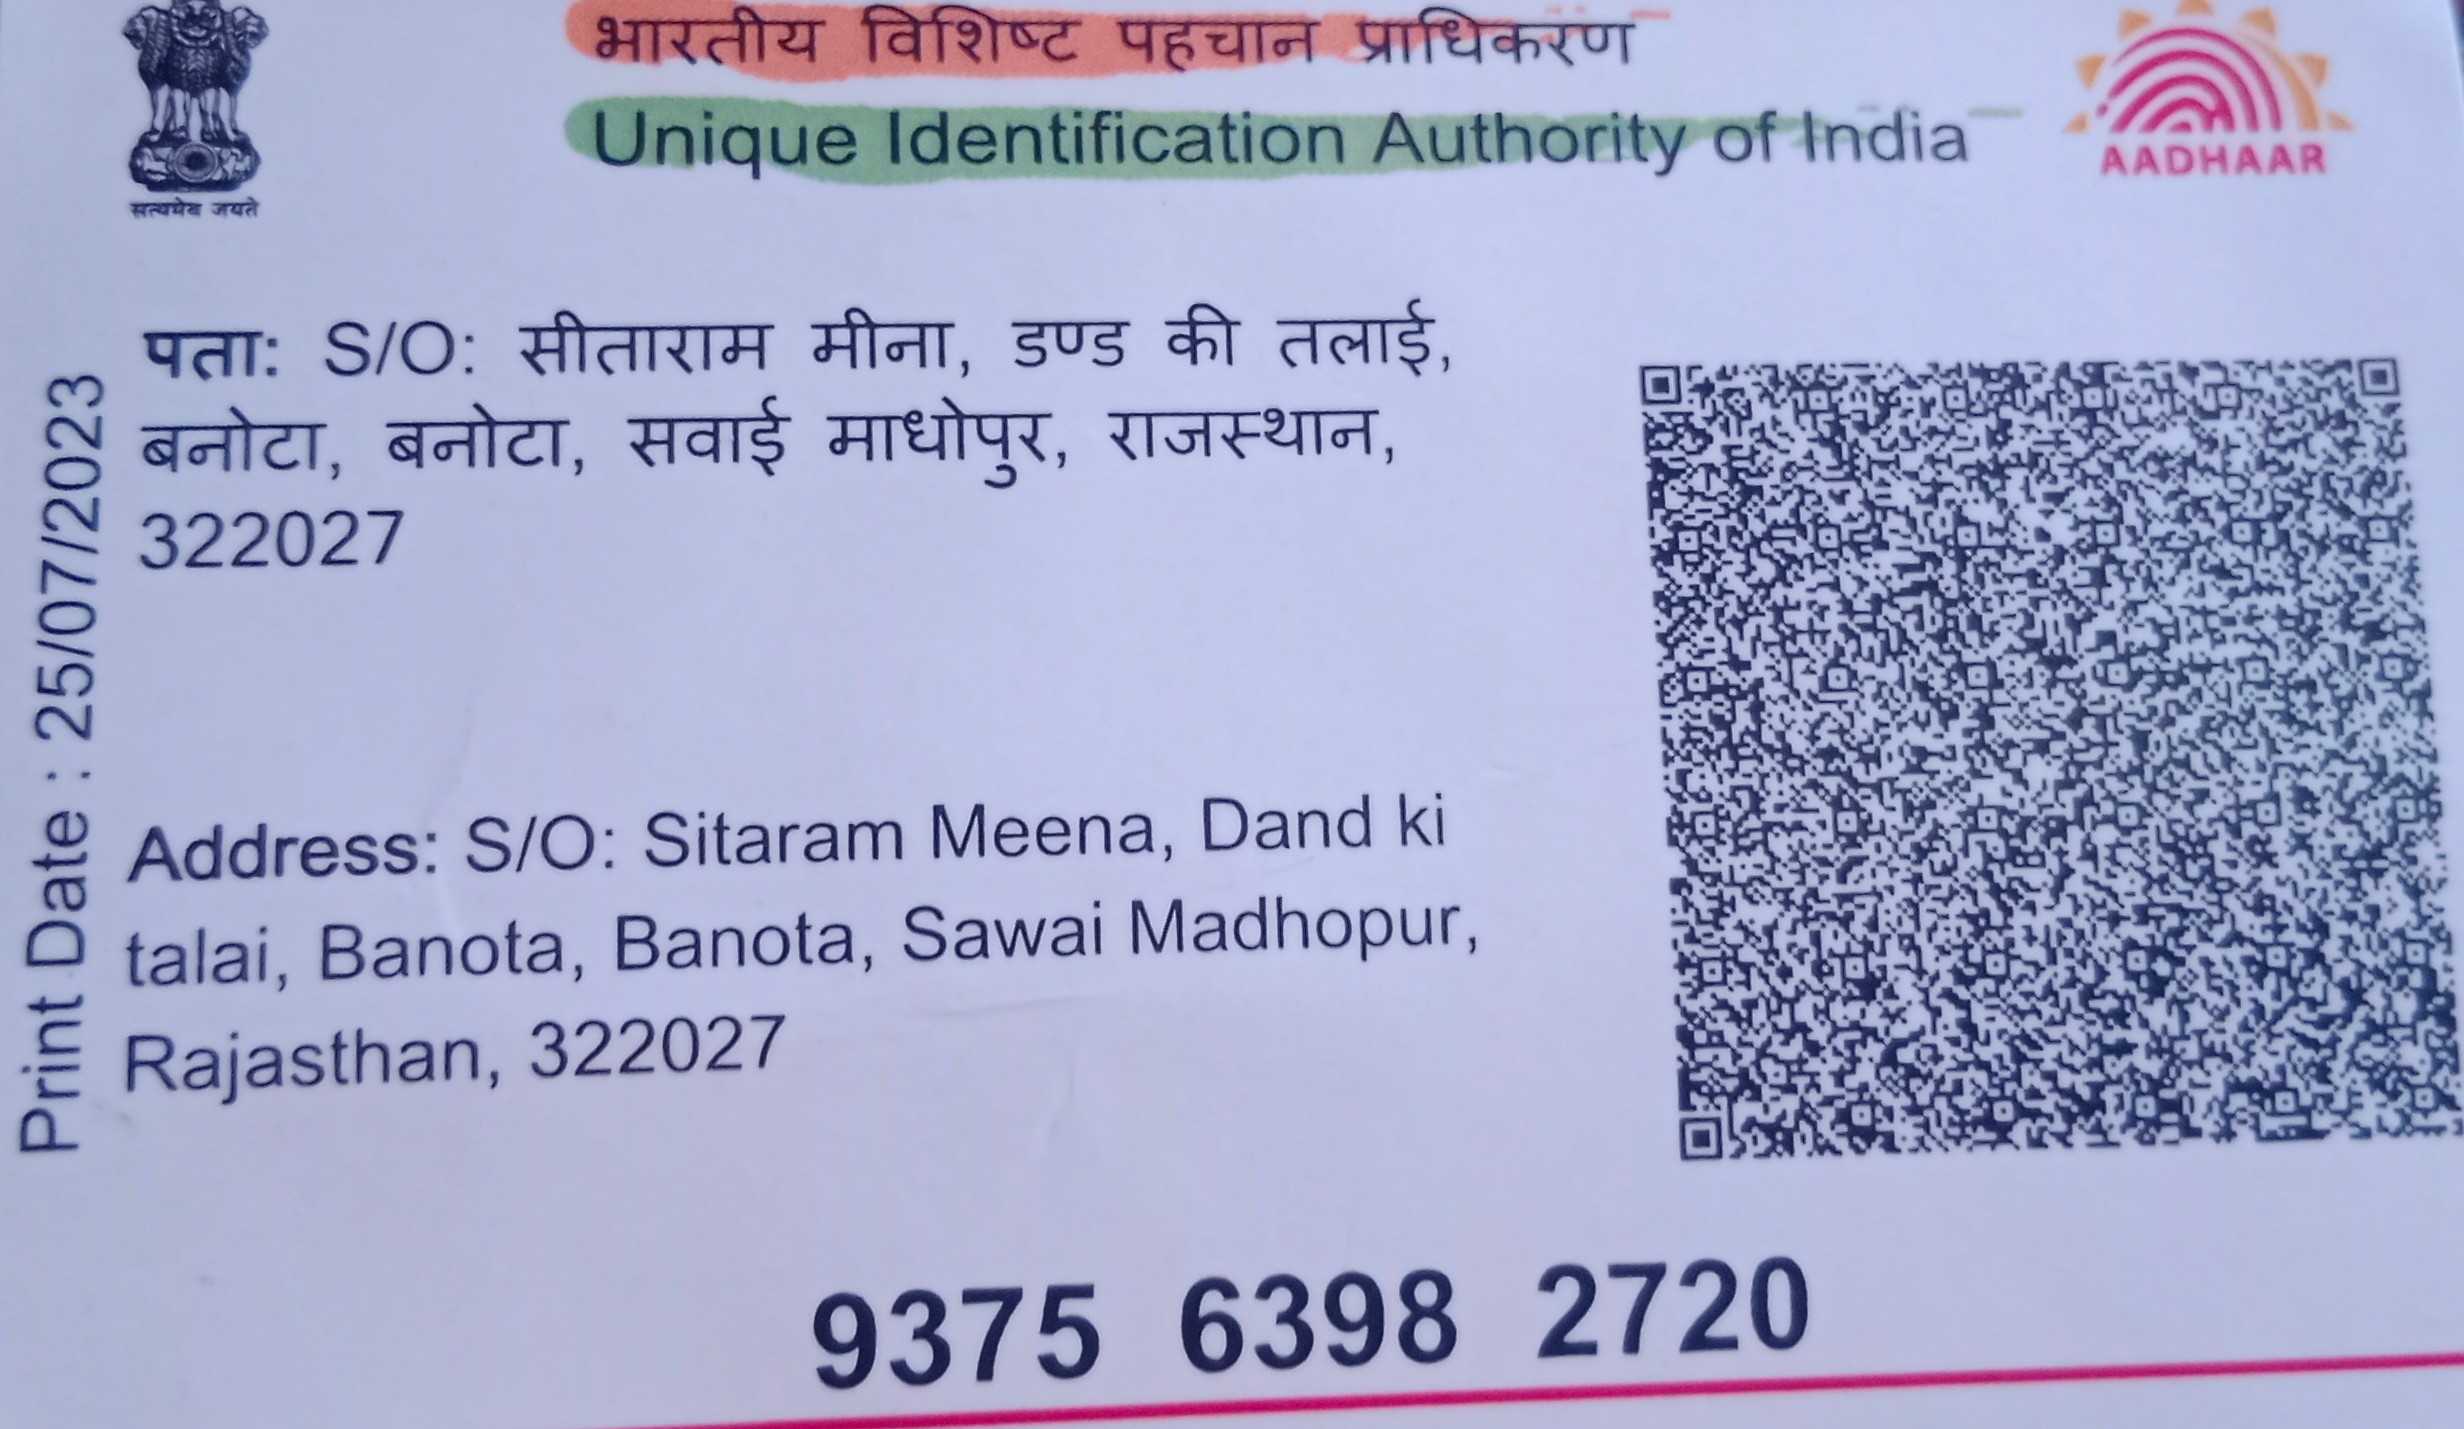 भारतीय विशिष्ट पहचान प्राधिकरण
Unique Identification Authority of India
AADHAAR
सत्यमेव जयते
पता: S/O: सीताराम मीना, डण्ड की तलाई,
बनोटा, बनोटा, सवाई माधोपुर, राजस्थान,
322027
Print Date : 25/07/2023
Address: S/O: Sitaram Meena, Dand ki
talai, Banota, Banota, Sawai Madhopur,
Rajasthan, 322027
9375 6398 2720